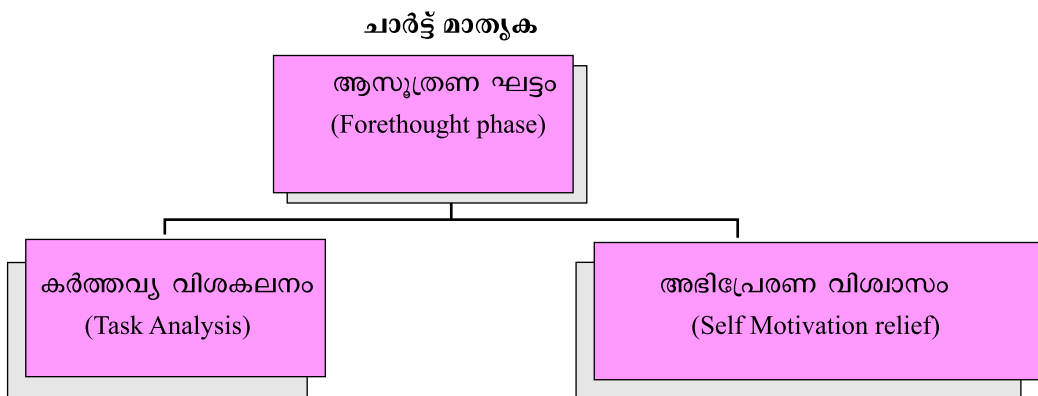 ചാർട്ട് മാതൃക
ആസൂത്രണ ഘട്ടം
(Forethought phase)
കർത്തവ്യ വിശകലനം
(Task Analysis)
അഭിപ്രേരണ വിശ്വാസം
(Self Motivation relief)